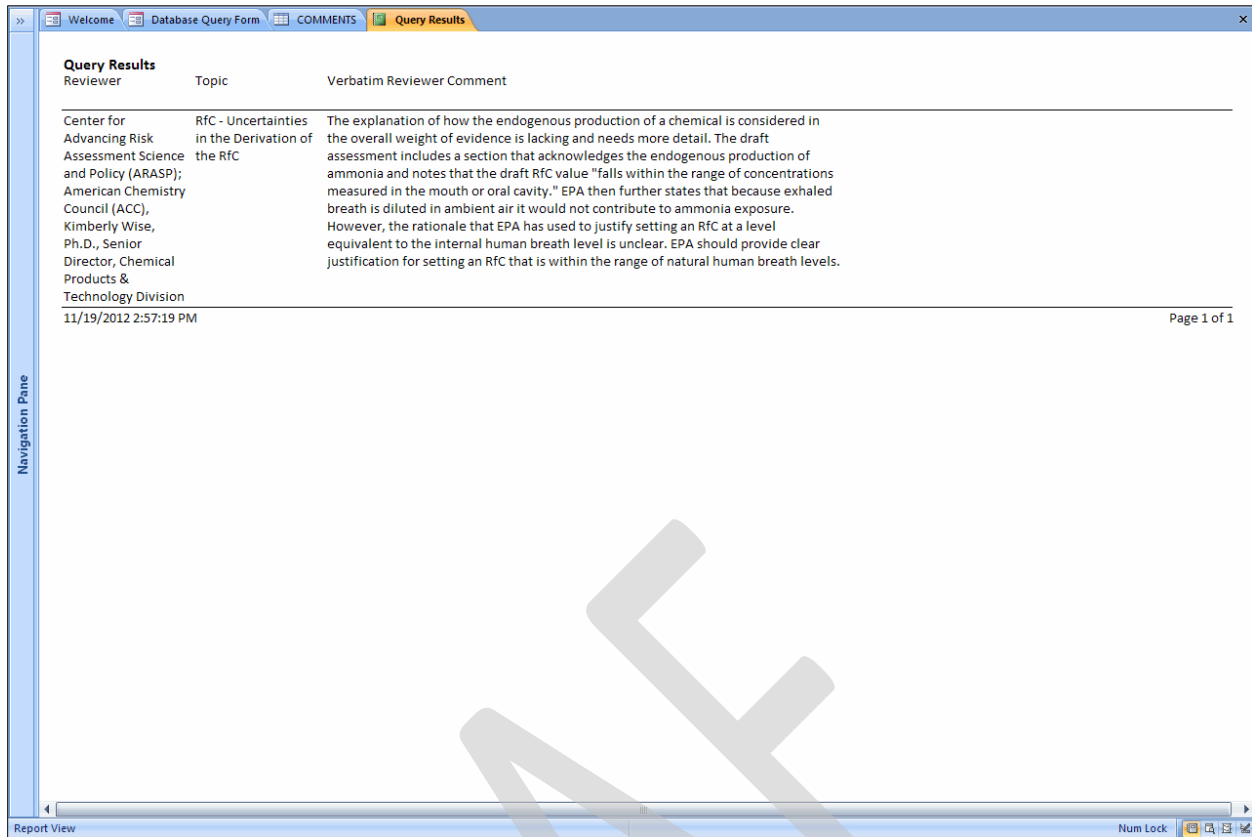 » Welcome Database Query Form COMMENTS Query Results ×
Query Results
Reviewer Topic Verbatim Reviewer Comment
Center for RfC - Uncertainties The explanation of how the endogenous production of a chemical is considered in
Advancing Risk in the Derivation of the overall weight of evidence is lacking and needs more detail. The draft
Assessment Science the RfC assessment includes a section that acknowledges the endogenous production of
and Policy (ARASP); ammonia and notes that the draft RfC value "falls within the range of concentrations
American Chemistry measured in the mouth or oral cavity." EPA then further states that because exhaled
Council (ACC), breath is diluted in ambient air it would not contribute to ammonia exposure.
Kimberly Wise, However, the rationale that EPA has used to justify setting an RfC at a level
Ph.D., Senior equivalent to the internal human breath level is unclear. EPA should provide clear
Director, Chemical justification for setting an RfC that is within the range of natural human breath levels.
Products &
Technology Division
11/19/2012 2:57:19 PM Page 1 of 1
Navigation Pane
Report View Num Lock